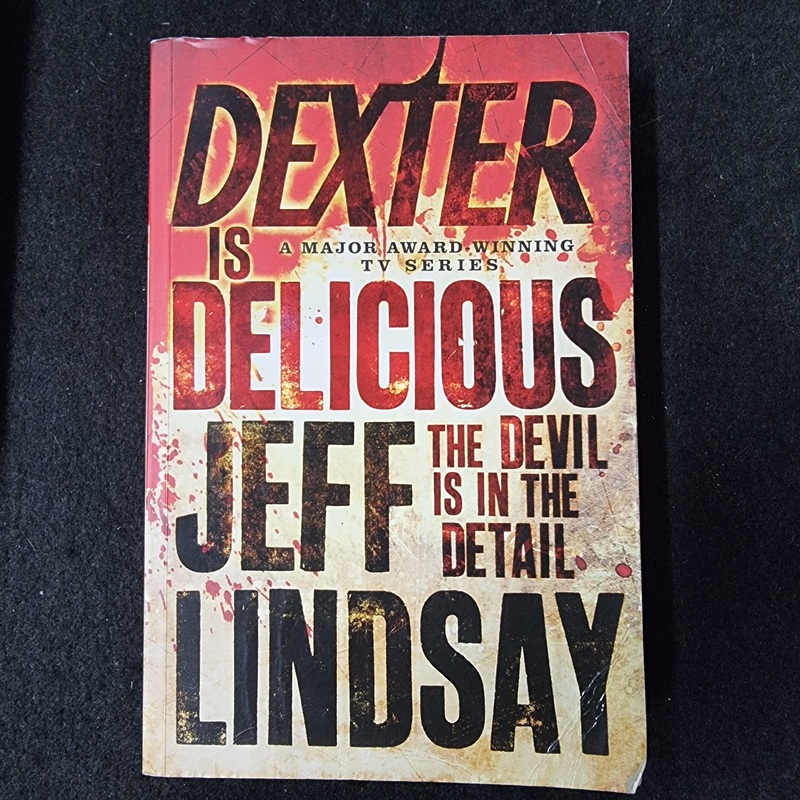 DEXTER
IS
A MAJOR AWARD-WINNING
TV SERIES
DELICIOUS
JEFF
THE DEVIL
IS IN THE
DETAIL
LINDSAY